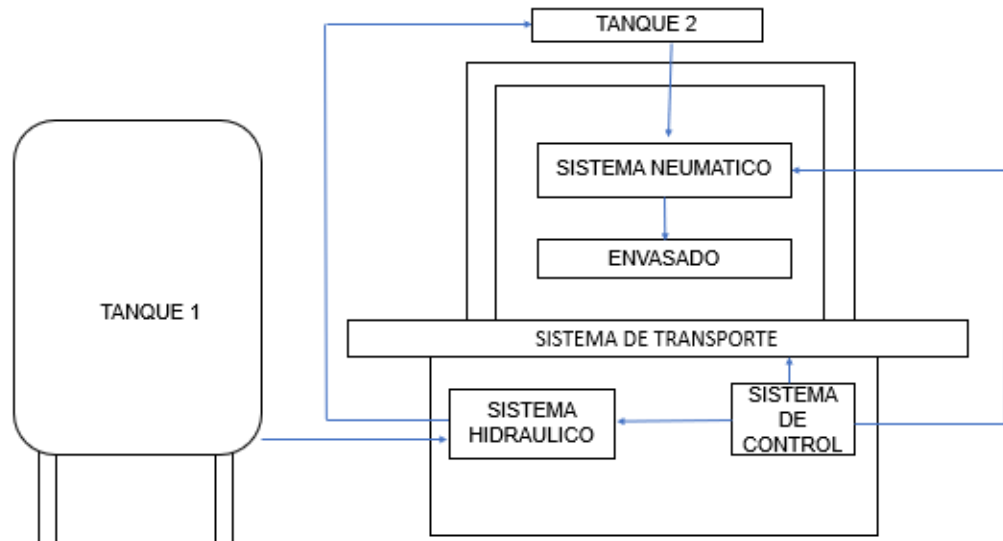 TANQUE 2
SISTEMA NEUMATICO
ENVASADO
TANQUE 1
SISTEMA DE TRANSPORTE
SISTEMA
HIDRAULICO
SISTEMA
DE
CONTROL